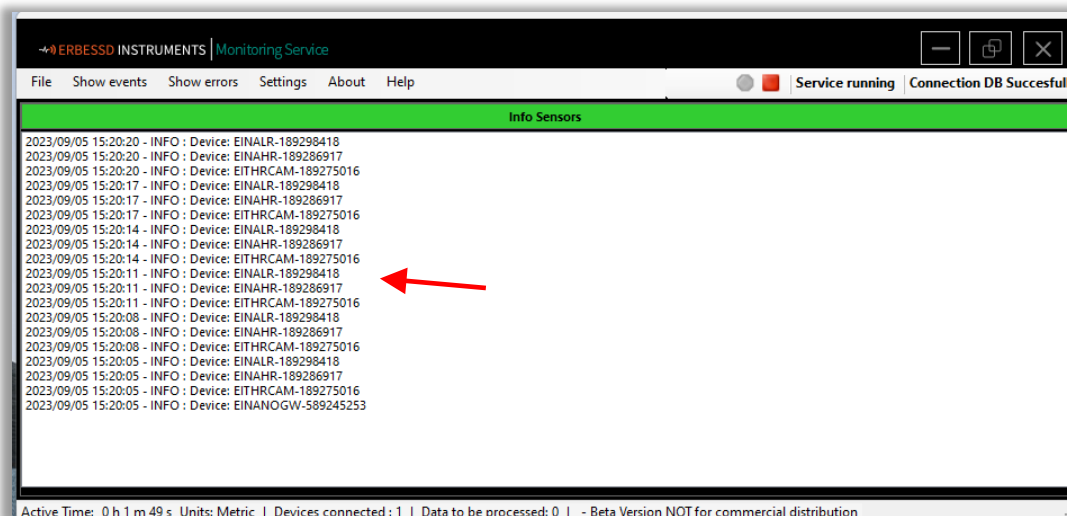 ERBESSD INSTRUMENTS | Monitoring Service
File Show events Show errors Settings About Help Service running Connection DB Succesfull
Info Sensors
2023/09/05 15:20:20 - INFO : Device: EINALR-189298418
2023/09/05 15:20:20 - INFO : Device: EINAHR-189286917
2023/09/05 15:20:20 - INFO : Device: EITHRCAM-189275016
2023/09/05 15:20:17 - INFO : Device: EINALR-189298418
2023/09/05 15:20:17 - INFO : Device: EINAHR-189286917
2023/09/05 15:20:17 - INFO : Device: EITHRCAM-189275016
2023/09/05 15:20:14 - INFO : Device: EINALR-189298418
2023/09/05 15:20:14 - INFO : Device: EINAHR-189286917
2023/09/05 15:20:14 - INFO : Device: EITHRCAM-189275016
2023/09/05 15:20:11 - INFO : Device: EINALR-189298418
2023/09/05 15:20:11 - INFO : Device: EINAHR-189286917
2023/09/05 15:20:11 - INFO : Device: EITHRCAM-189275016
2023/09/05 15:20:08 - INFO : Device: EINALR-189298418
2023/09/05 15:20:08 - INFO : Device: EINAHR-189286917
2023/09/05 15:20:08 - INFO : Device: EITHRCAM-189275016
2023/09/05 15:20:05 - INFO : Device: EINALR-189298418
2023/09/05 15:20:05 - INFO : Device: EINAHR-189286917
2023/09/05 15:20:05 - INFO : Device: EITHRCAM-189275016
2023/09/05 15:20:05 - INFO : Device: EINANOGW-589245253
Active Time: 0 h 1 m 49 s Units: Metric | Devices connected : 1 | Data to be processed: 0 | - Beta Version NOT for commercial distribution